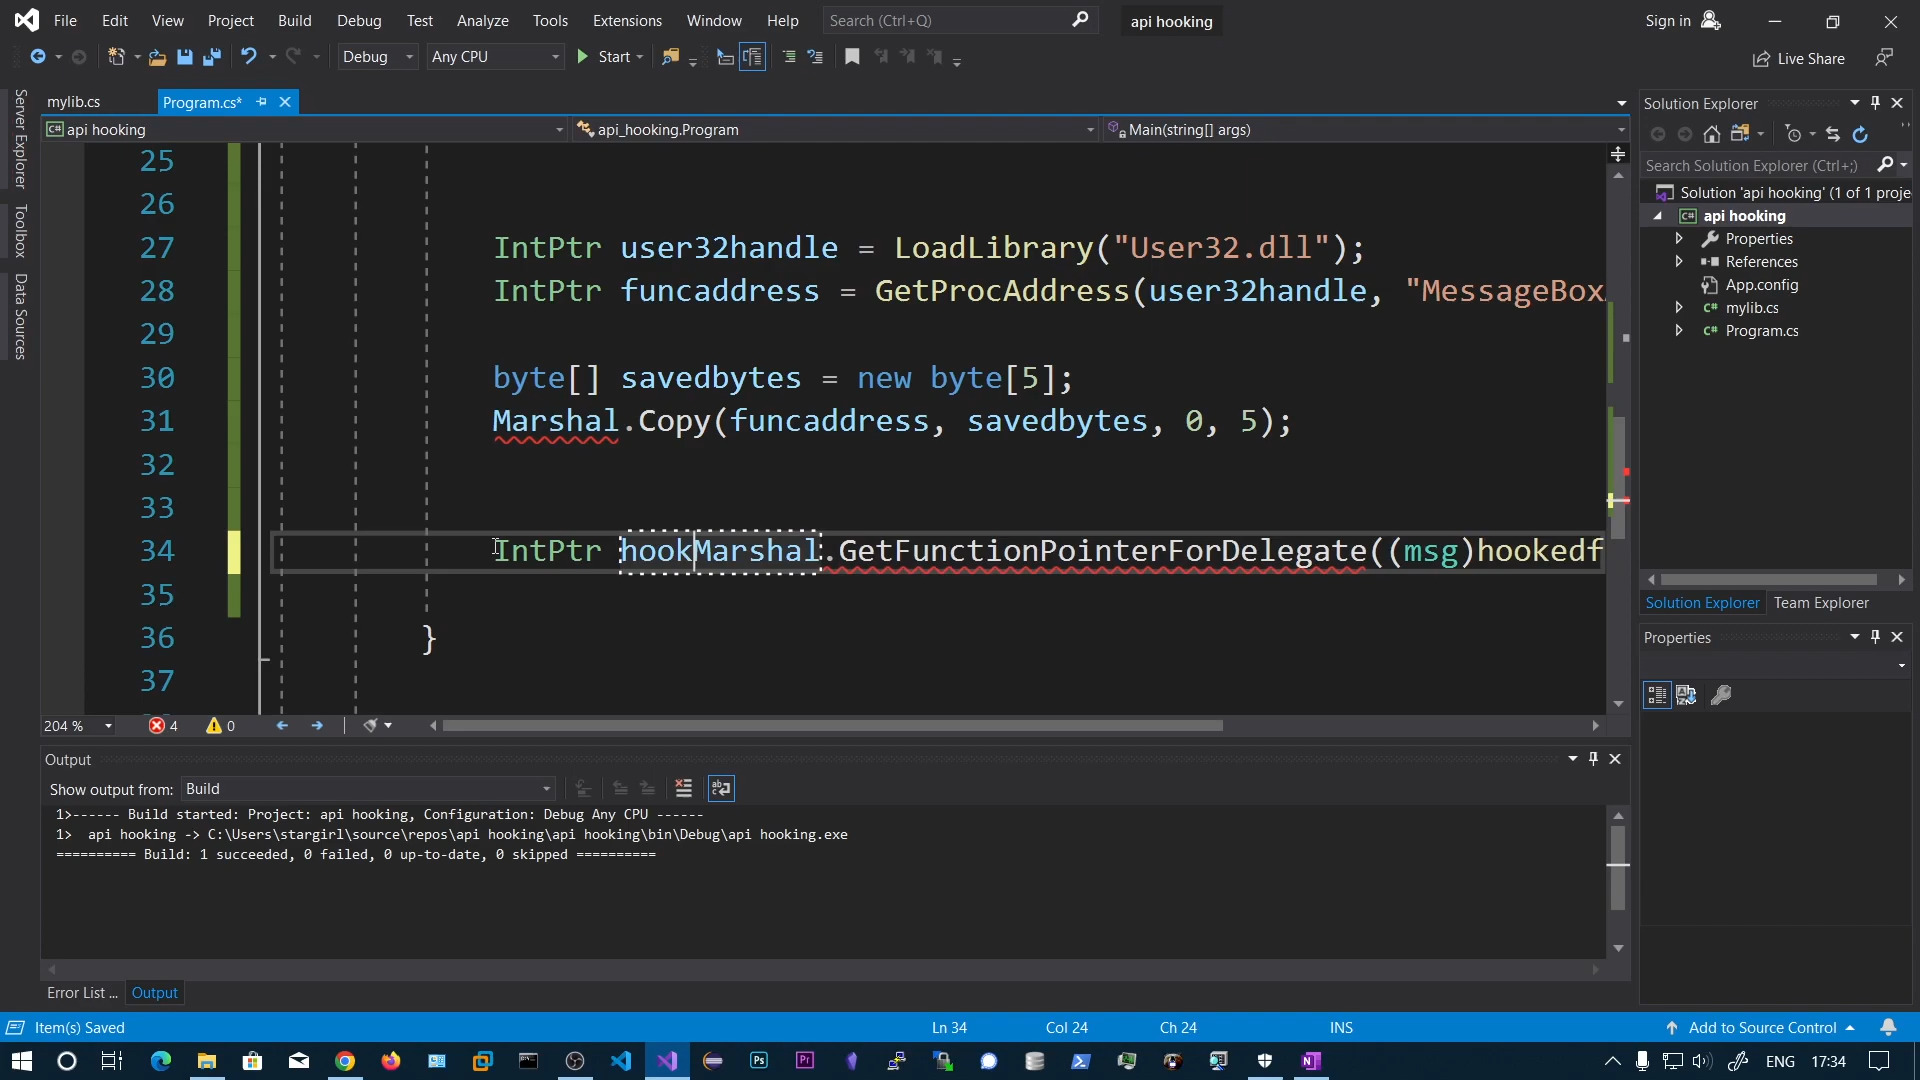 File Edit View Project Build Debug Test Analyze Tools Extensions Window Help Search (Ctrl+Q) api hooking Sign in
Debug Any CPU Start Live Share
Server Explorer
Toolbox
Data Sources
mylib.cs Program.cs*
api hooking api_hooking.Program Main(string[] args)
25
26
27 IntPtr user32handle = LoadLibrary("User32.dll");
28 IntPtr funcaddress = GetProcAddress(user32handle, "MessageBox
29
30 byte[] savedbytes = new byte[5];
31 Marshal.Copy(funcaddress, savedbytes, 0, 5);
32
33
34 IntPtr hookMarshal.GetFunctionPointerForDelegate((msg)hookedf
35
36 }
37
204 % 4 0
Output
Show output from: Build
1>------ Build started: Project: api hooking, Configuration: Debug Any CPU ------
1>  api hooking -> C:\Users\stargirl\source\repos\api hooking\api hooking\bin\Debug\api hooking.exe
========== Build: 1 succeeded, 0 failed, 0 up-to-date, 0 skipped ==========
Error List ... Output
Solution Explorer
Search Solution Explorer (Ctrl+;)
Solution 'api hooking' (1 of 1 proje
C# api hooking
Properties
References
App.config
C# mylib.cs
C# Program.cs
Solution Explorer Team Explorer
Properties
Item(s) Saved Ln 34 Col 24 Ch 24 INS Add to Source Control
Ps Pr N ENG 17:34